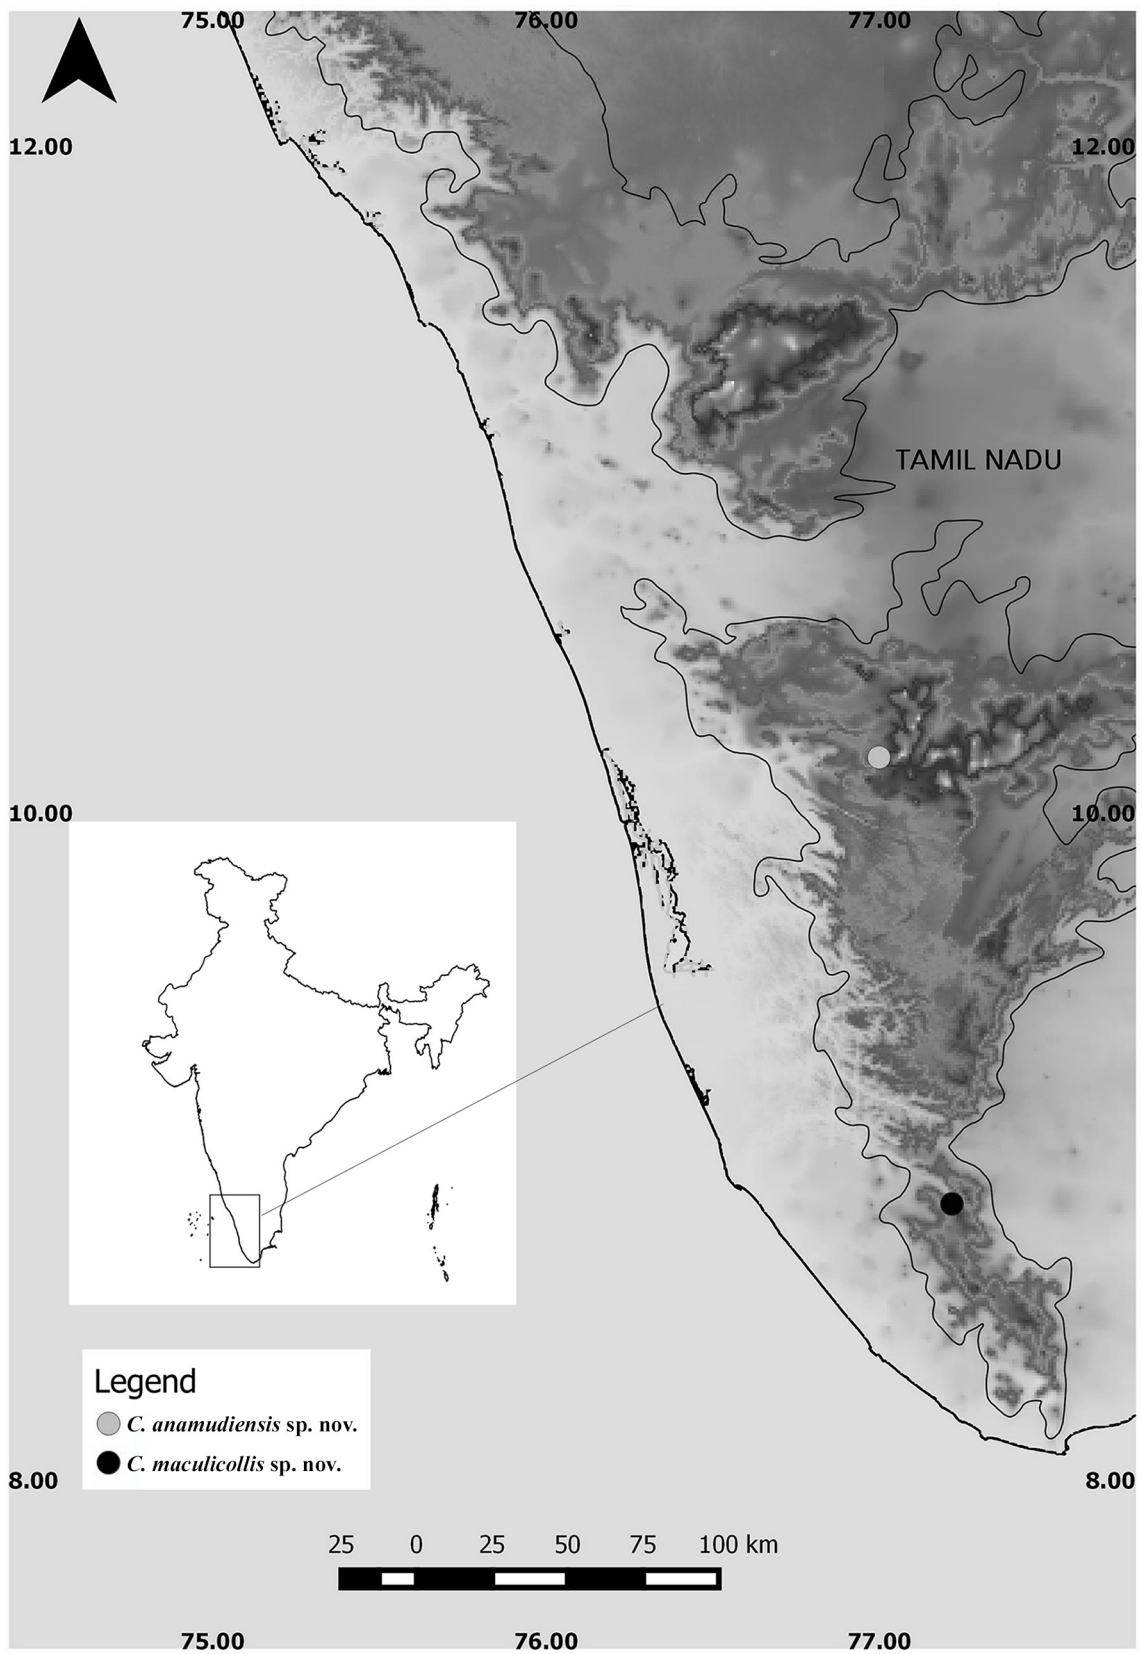 75.00 76.00 77.00
12.00 12.00
TAMIL NADU
10.00 10.00
Legend
C. anamudiensis sp. nov.
C. maculicollis sp. nov.
8.00 8.00
25 0 25 50 75 100 km
75.00 76.00 77.00